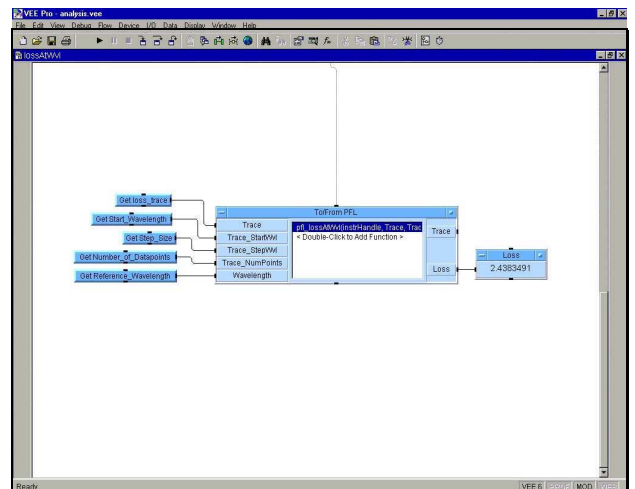 VEE Pro - analysis.vee
File Edit View Debug Flow Device I/O Data Display Window Help
lossAtWvl
To/From PFL
Get loss_trace
Get Start_Wavelength
Get Step_Size
Get Number_of_Datapoints
Get Reference_Wavelength
Trace
Trace_StartWvl
Trace_StepWvl
Trace_NumPoints
Wavelength
pfl_lossAtWvl(instrHandle, Trace, Trac
< Double-Click to Add Function >
Trace
Loss
Loss
2.4383491
Ready
VEE 6
MOD